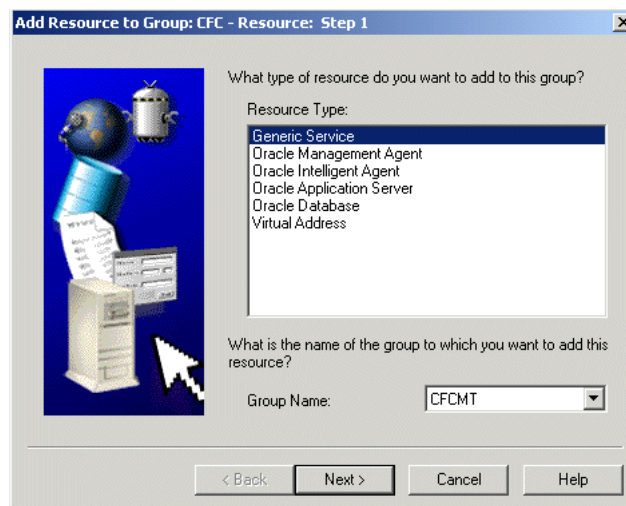 Add Resource to Group: CFC - Resource: Step 1
What type of resource do you want to add to this group?
Resource Type:
Generic Service
Oracle Management Agent
Oracle Intelligent Agent
Oracle Application Server
Oracle Database
Virtual Address
What is the name of the group to which you want to add this
resource?
Group Name:
CFCMT
< Back
Next >
Cancel
Help